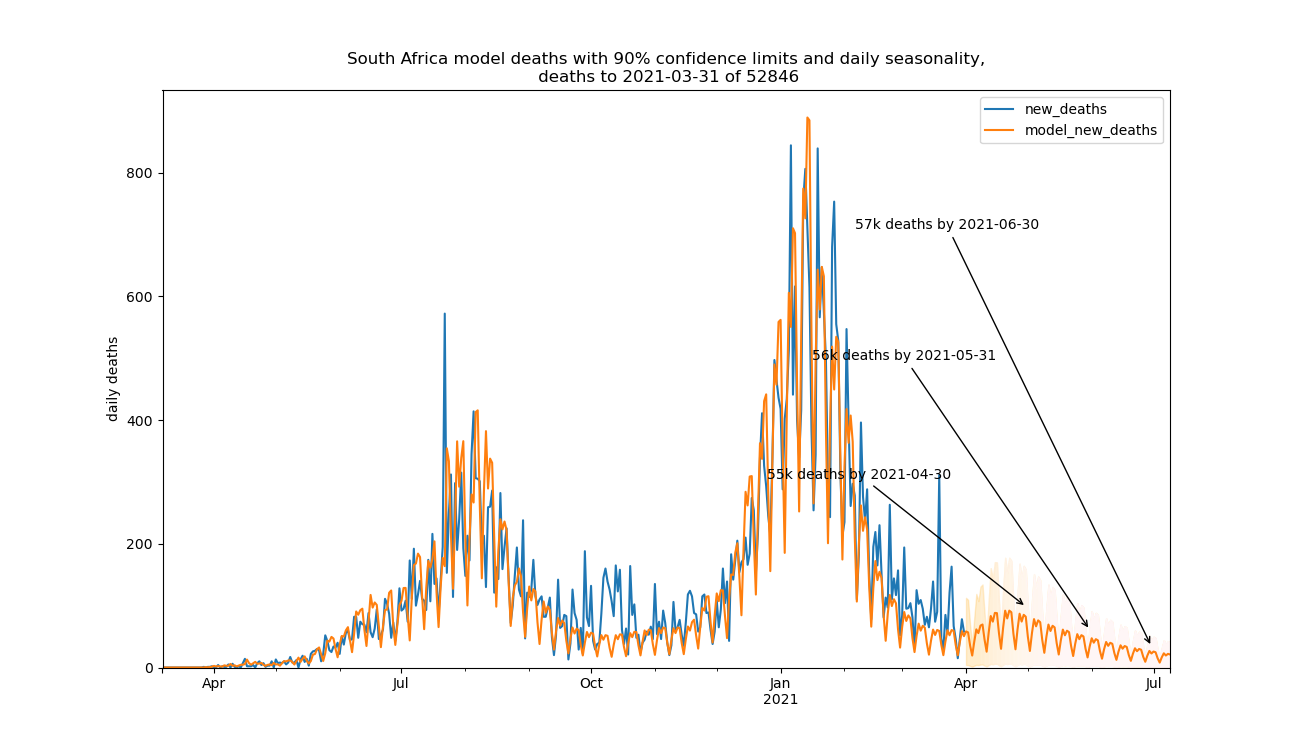 South Africa model deaths with 90% confidence limits and daily seasonality,
deaths to 2021-03-31 of 52846
new_deaths
model_new_deaths
800
600
400
200
0
daily deaths
57k deaths by 2021-06-30
56k deaths by 2021-05-31
55k deaths by 2021-04-30
Apr
Jul
Oct
Jan
2021
Apr
Jul